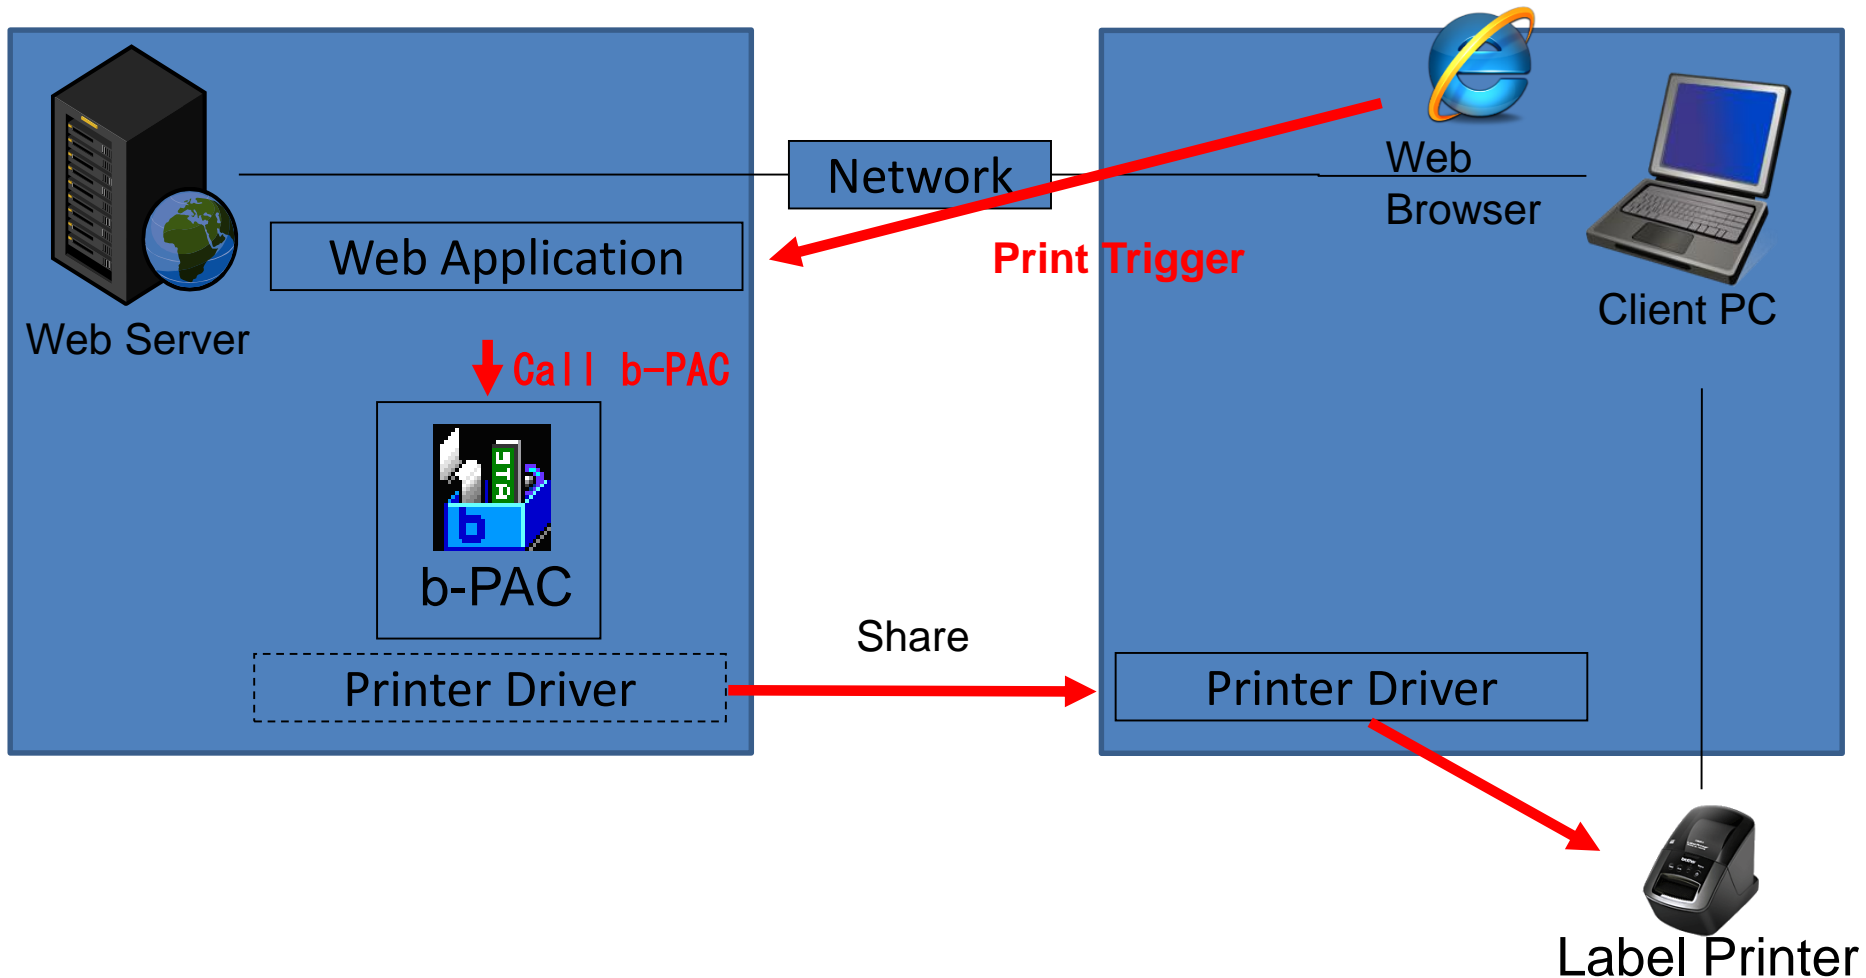 Network
Web
Browser
Web Application
Print Trigger
Client PC
Web Server
Call b-PAC
STA
b
b-PAC
Share
Printer Driver
Printer Driver
Label Printer